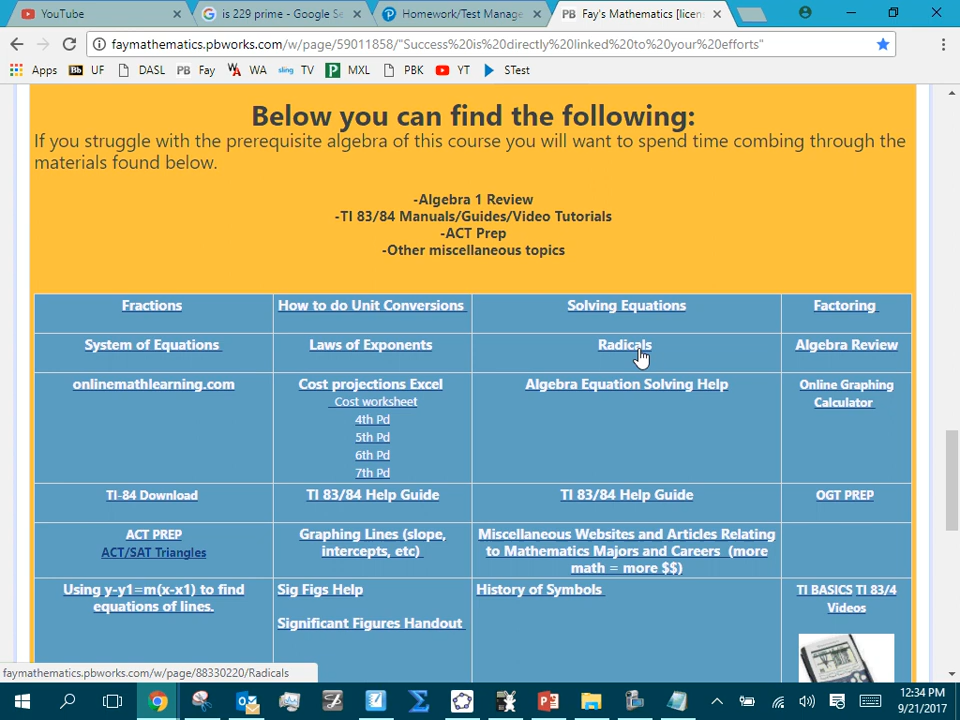 YouTube
is 229 prime - Google Se
Homework/Test Manage
Fay's Mathematics [licen
faymathematics.pbworks.com/w/page/59011858/"Success%20is%20directly%20linked%20to%20your%20efforts"
Apps
UF
DASL
Fay
WA
TV
MXL
PBK
YT
STest
Below you can find the following:
If you struggle with the prerequisite algebra of this course you will want to spend time combing through the
materials found below.
-Algebra 1 Review
-TI 83/84 Manuals/Guides/Video Tutorials
-ACT Prep
-Other miscellaneous topics
Fractions
How to do Unit Conversions
Solving Equations
Factoring
System of Equations
Laws of Exponents
Radicals
Algebra Review
onlinemathlearning.com
Cost projections Excel
Cost worksheet
4th Pd
5th Pd
6th Pd
7th Pd
Algebra Equation Solving Help
Online Graphing
Calculator
TI-84 Download
TI 83/84 Help Guide
TI 83/84 Help Guide
OGT PREP
ACT PREP
ACT/SAT Triangles
Graphing Lines (slope,
intercepts, etc)
Miscellaneous Websites and Articles Relating
to Mathematics Majors and Careers (more
math = more $$)
Using y-y1=m(x-x1) to find
equations of lines.
Sig Figs Help
Significant Figures Handout
History of Symbols
TI BASICS TI 83/4
Videos
faymathematics.pbworks.com/w/page/88330220/Radicals
12:34 PM
9/21/2017